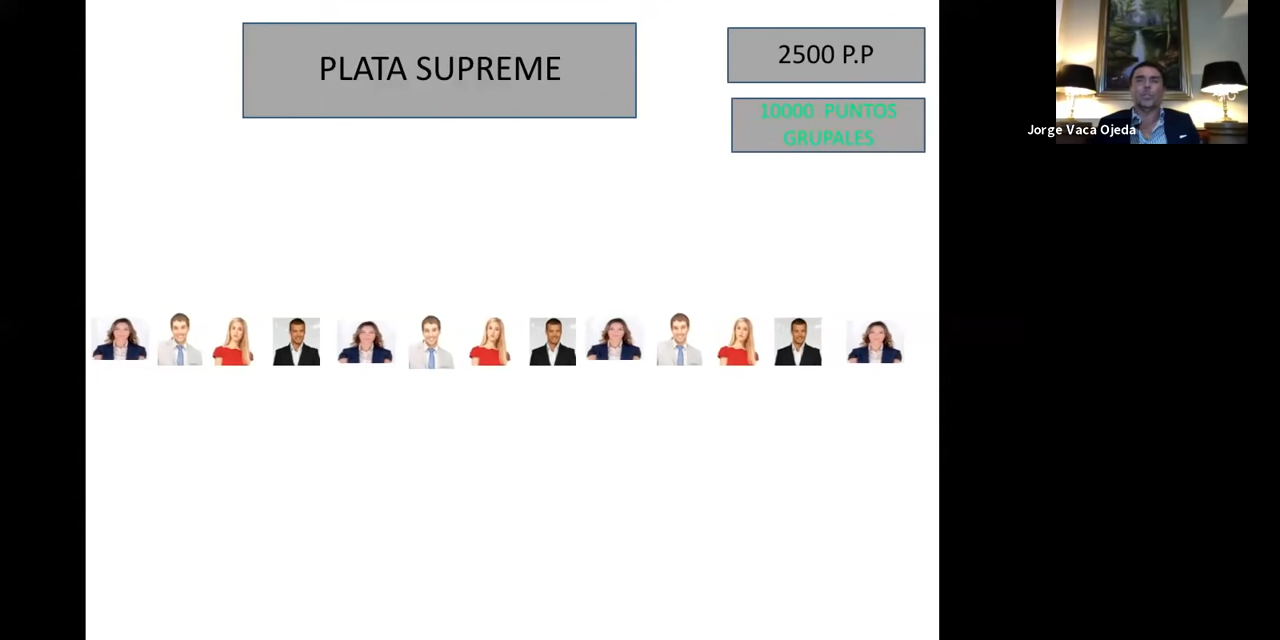 PLATA SUPREME
2500 P.P
10000 PUNTOS
GRUPALES
Jorge Vaca Ojeda